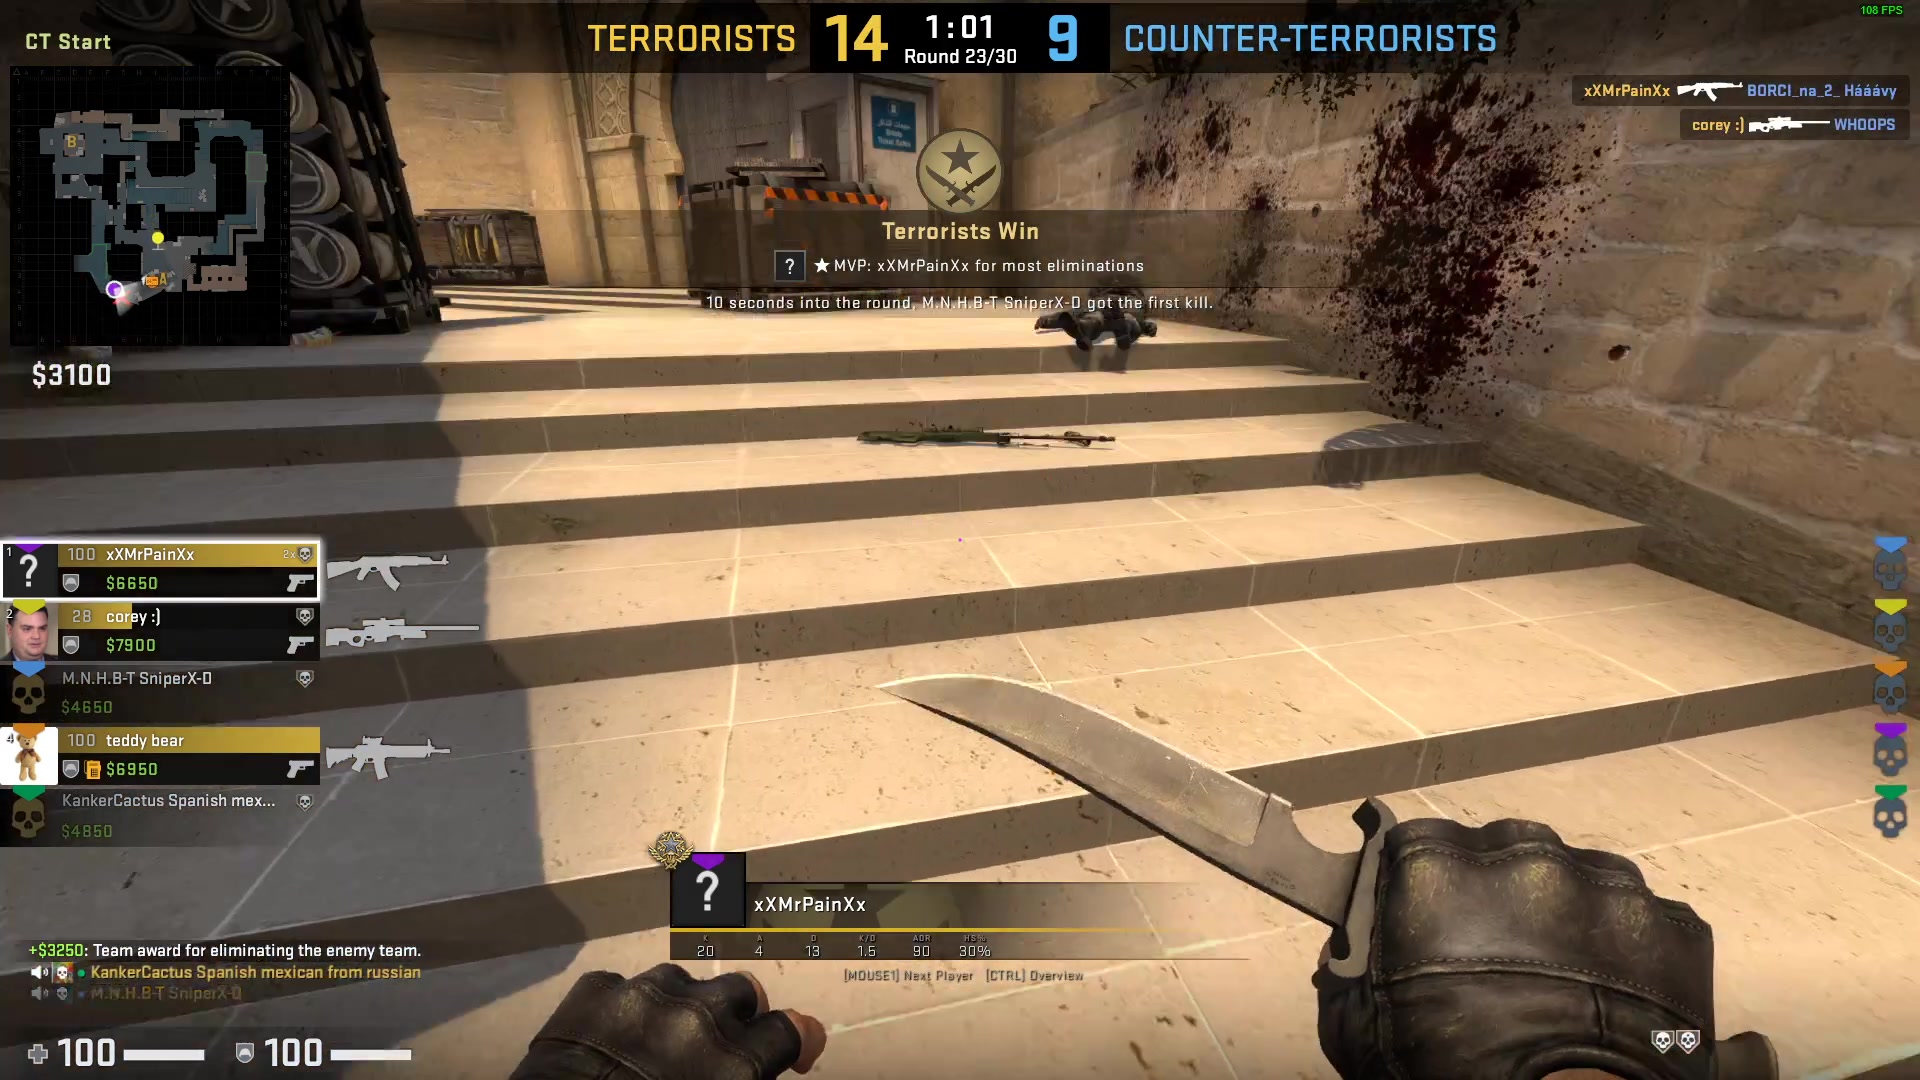 108 FPS
CT Start
TERRORISTS 14 1:01 9 COUNTER-TERRORISTS
Round 23/30
xXMrPainXx BORCI_na_2_ Hááávy
corey :) WHOOPS
B
A
Terrorists Win
? ★ MVP: xXMrPainXx for most eliminations
10 seconds into the round, M.N.H.B-T SniperX-D got the first kill.
$3100
1 ? 100 xXMrPainXx 2x
$6650
2 28 corey :)
$7900
M.N.H.B-T SniperX-D
$4650
4 100 teddy bear
$6950
KankerCactus Spanish mex...
$4850
? xXMrPainXx
K A D K/D ADR HS%
20 4 13 1.5 90 30%
[MOUSE1] Next Player [CTRL] Overview
+$3250: Team award for eliminating the enemy team.
KankerCactus Spanish mexican from russian
M.N.H.B-T SniperX-D
100 100